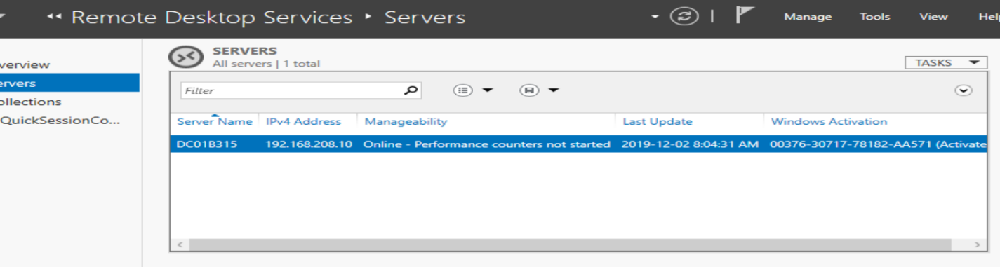 Remote Desktop Services ‣ Servers
Manage Tools View Hel
verview
ervers
ollections
QuickSessionCo...
SERVERS
All servers | 1 total
TASKS
Filter
Server Name IPv4 Address Manageability Last Update Windows Activation
DC01B315 192.168.208.10 Online - Performance counters not started 2019-12-02 8:04:31 AM 00376-30717-78182-AA571 (Activate